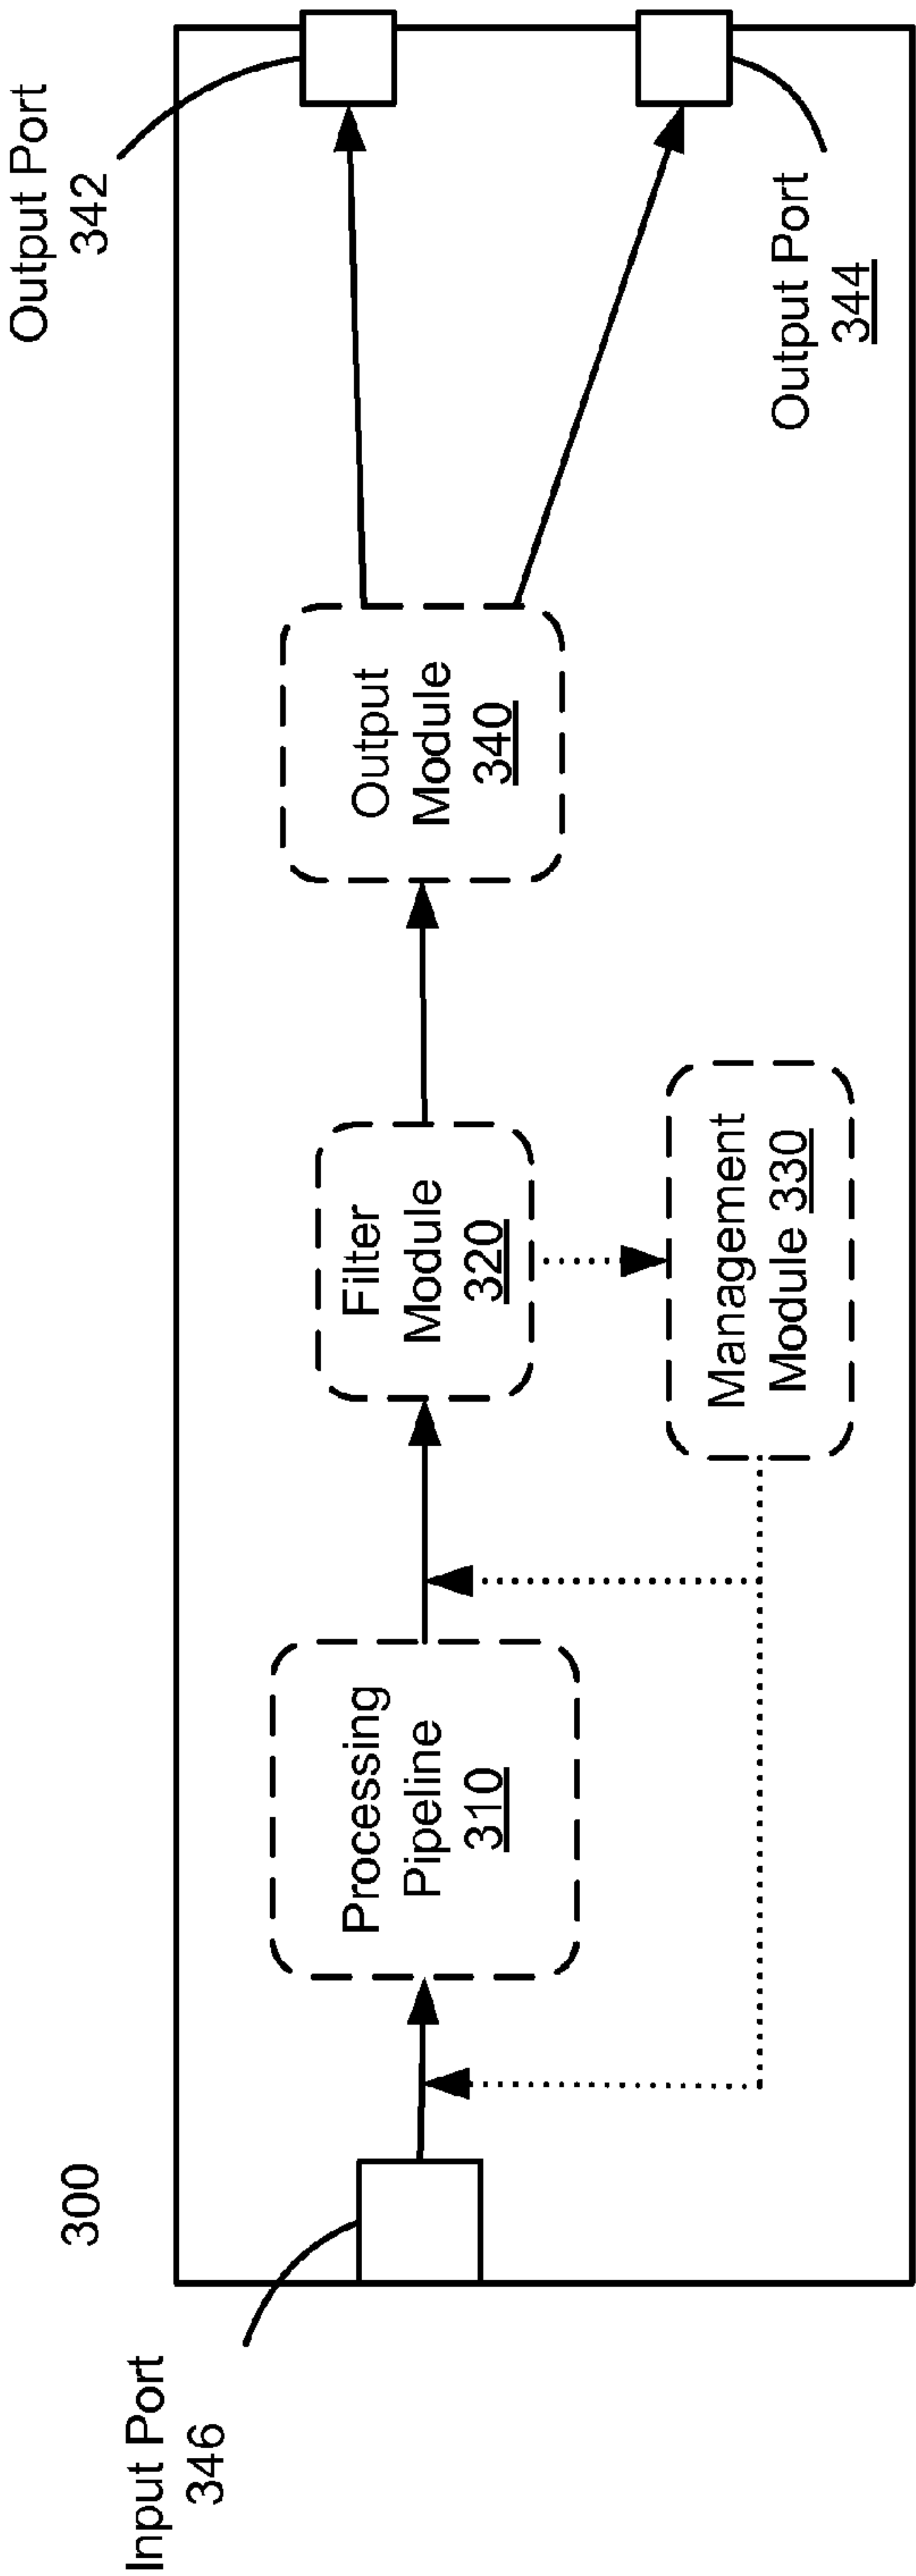 300
Input Port
346
Processing
Pipeline
310
Filter
Module
320
Management
Module 330
Output
Module
340
Output Port
342
Output Port
344